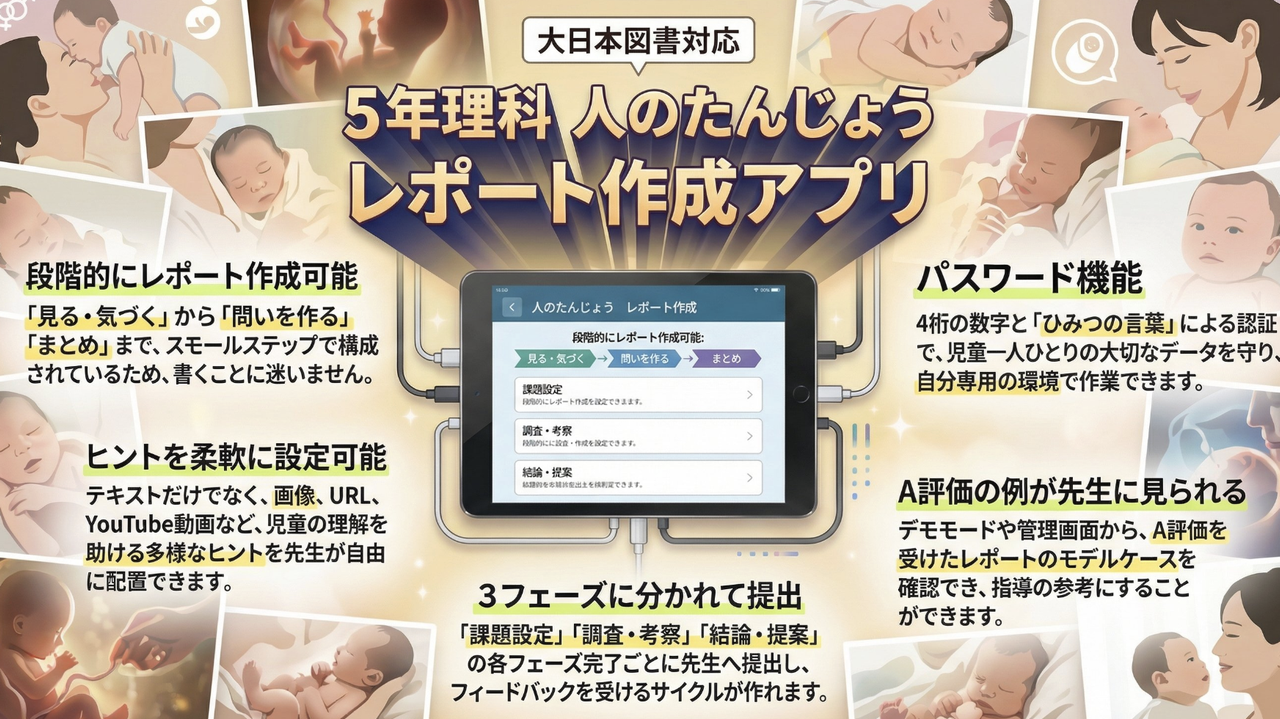 大日本図書対応
5年理科 人のたんじょう
レポート作成アプリ
段階的にレポート作成可能
「見る・気づく」から「問いを作る」
「まとめ」まで、スモールステップで構成
されているため、書くことに迷いません。
ヒントを柔軟に設定可能
テキストだけでなく、画像、URL、
YouTube動画など、児童の理解を
助ける多様なヒントを先生が自由
に配置できます。
人のたんじょう レポート作成
段階的にレポート作成可能:
見る・気づく → 問いを作る → まとめ
課題設定
段階的にレポート作成を設定できまます。
調査・考察
結論・提案
3フェーズに分かれて提出
「課題設定」「調査・考察」「結論・提案」
の各フェーズ完了ごとに先生へ提出し、
フィードバックを受けるサイクルが作れます。
パスワード機能
4桁の数字と「ひみつの言葉」による認証
で、児童一人ひとりの大切なデータを守り、
自分専用の環境で作業できます。
A評価の例が先生に見られる
デモモードや管理画面から、A評価を
受けたレポートのモデルケースを
確認でき、指導の参考にすること
ができます。